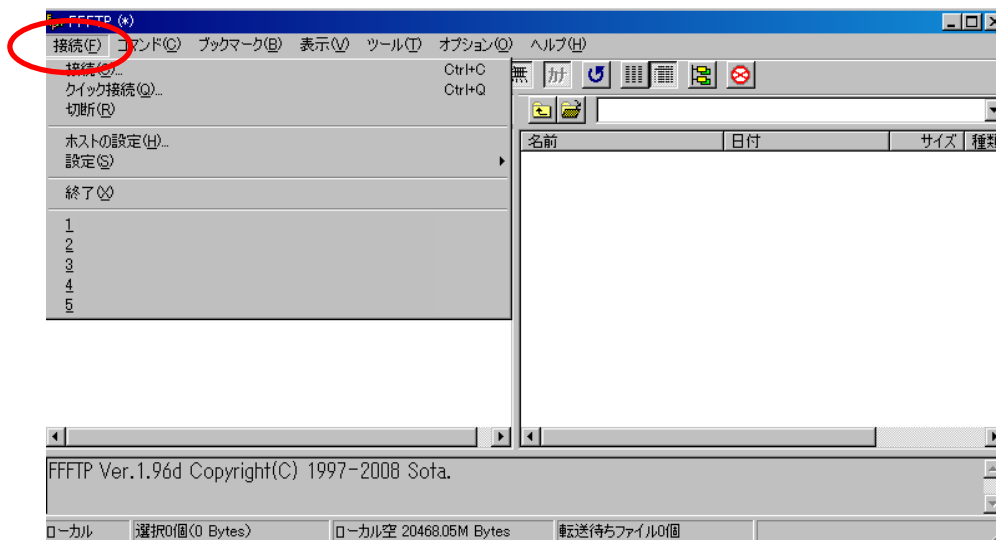 FFFTP (*)
接続(F) コマンド(C) ブックマーク(B) 表示(V) ツール(T) オプション(O) ヘルプ(H)
接続(C)... Ctrl+C
クイック接続(Q)... Ctrl+Q
切断(R)
ホストの設定(H)...
設定(S)
終了(X)
1
2
3
4
5
無 カナ
名前 日付 サイズ 種類
FFFTP Ver.1.96d Copyright(C) 1997-2008 Sota.
ローカル 選択0個(0 Bytes) ローカル空 20468.05M Bytes 転送待ちファイル0個